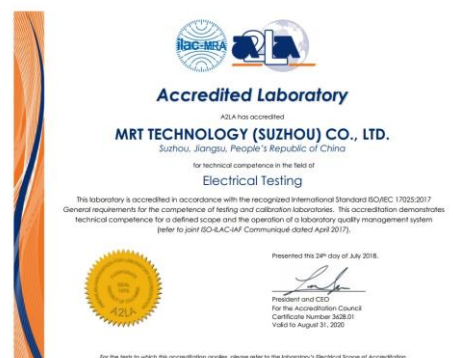 ilac-MRA A2LA
Accredited Laboratory
A2LA has accredited
MRT TECHNOLOGY (SUZHOU) CO., LTD.
Suzhou, Jiangsu, People's Republic of China
for technical competence in the field of
Electrical Testing
This laboratory is accredited in accordance with the recognized International Standard ISO/IEC 17025:2017
General requirements for the competence of testing and calibration laboratories. This accreditation demonstrates
technical competence for a defined scope and the operation of a laboratory quality management system
(refer to joint ISO-ILAC-IAF Communiqué dated April 2017).
Presented this 24th day of July 2018.
SEAL
1978
A2LA
President and CEO
For the Accreditation Council
Certificate Number 3628.01
Valid to August 31, 2020
For the tests to which this accreditation applies, please refer to the laboratory's Electrical Scope of Accreditation.